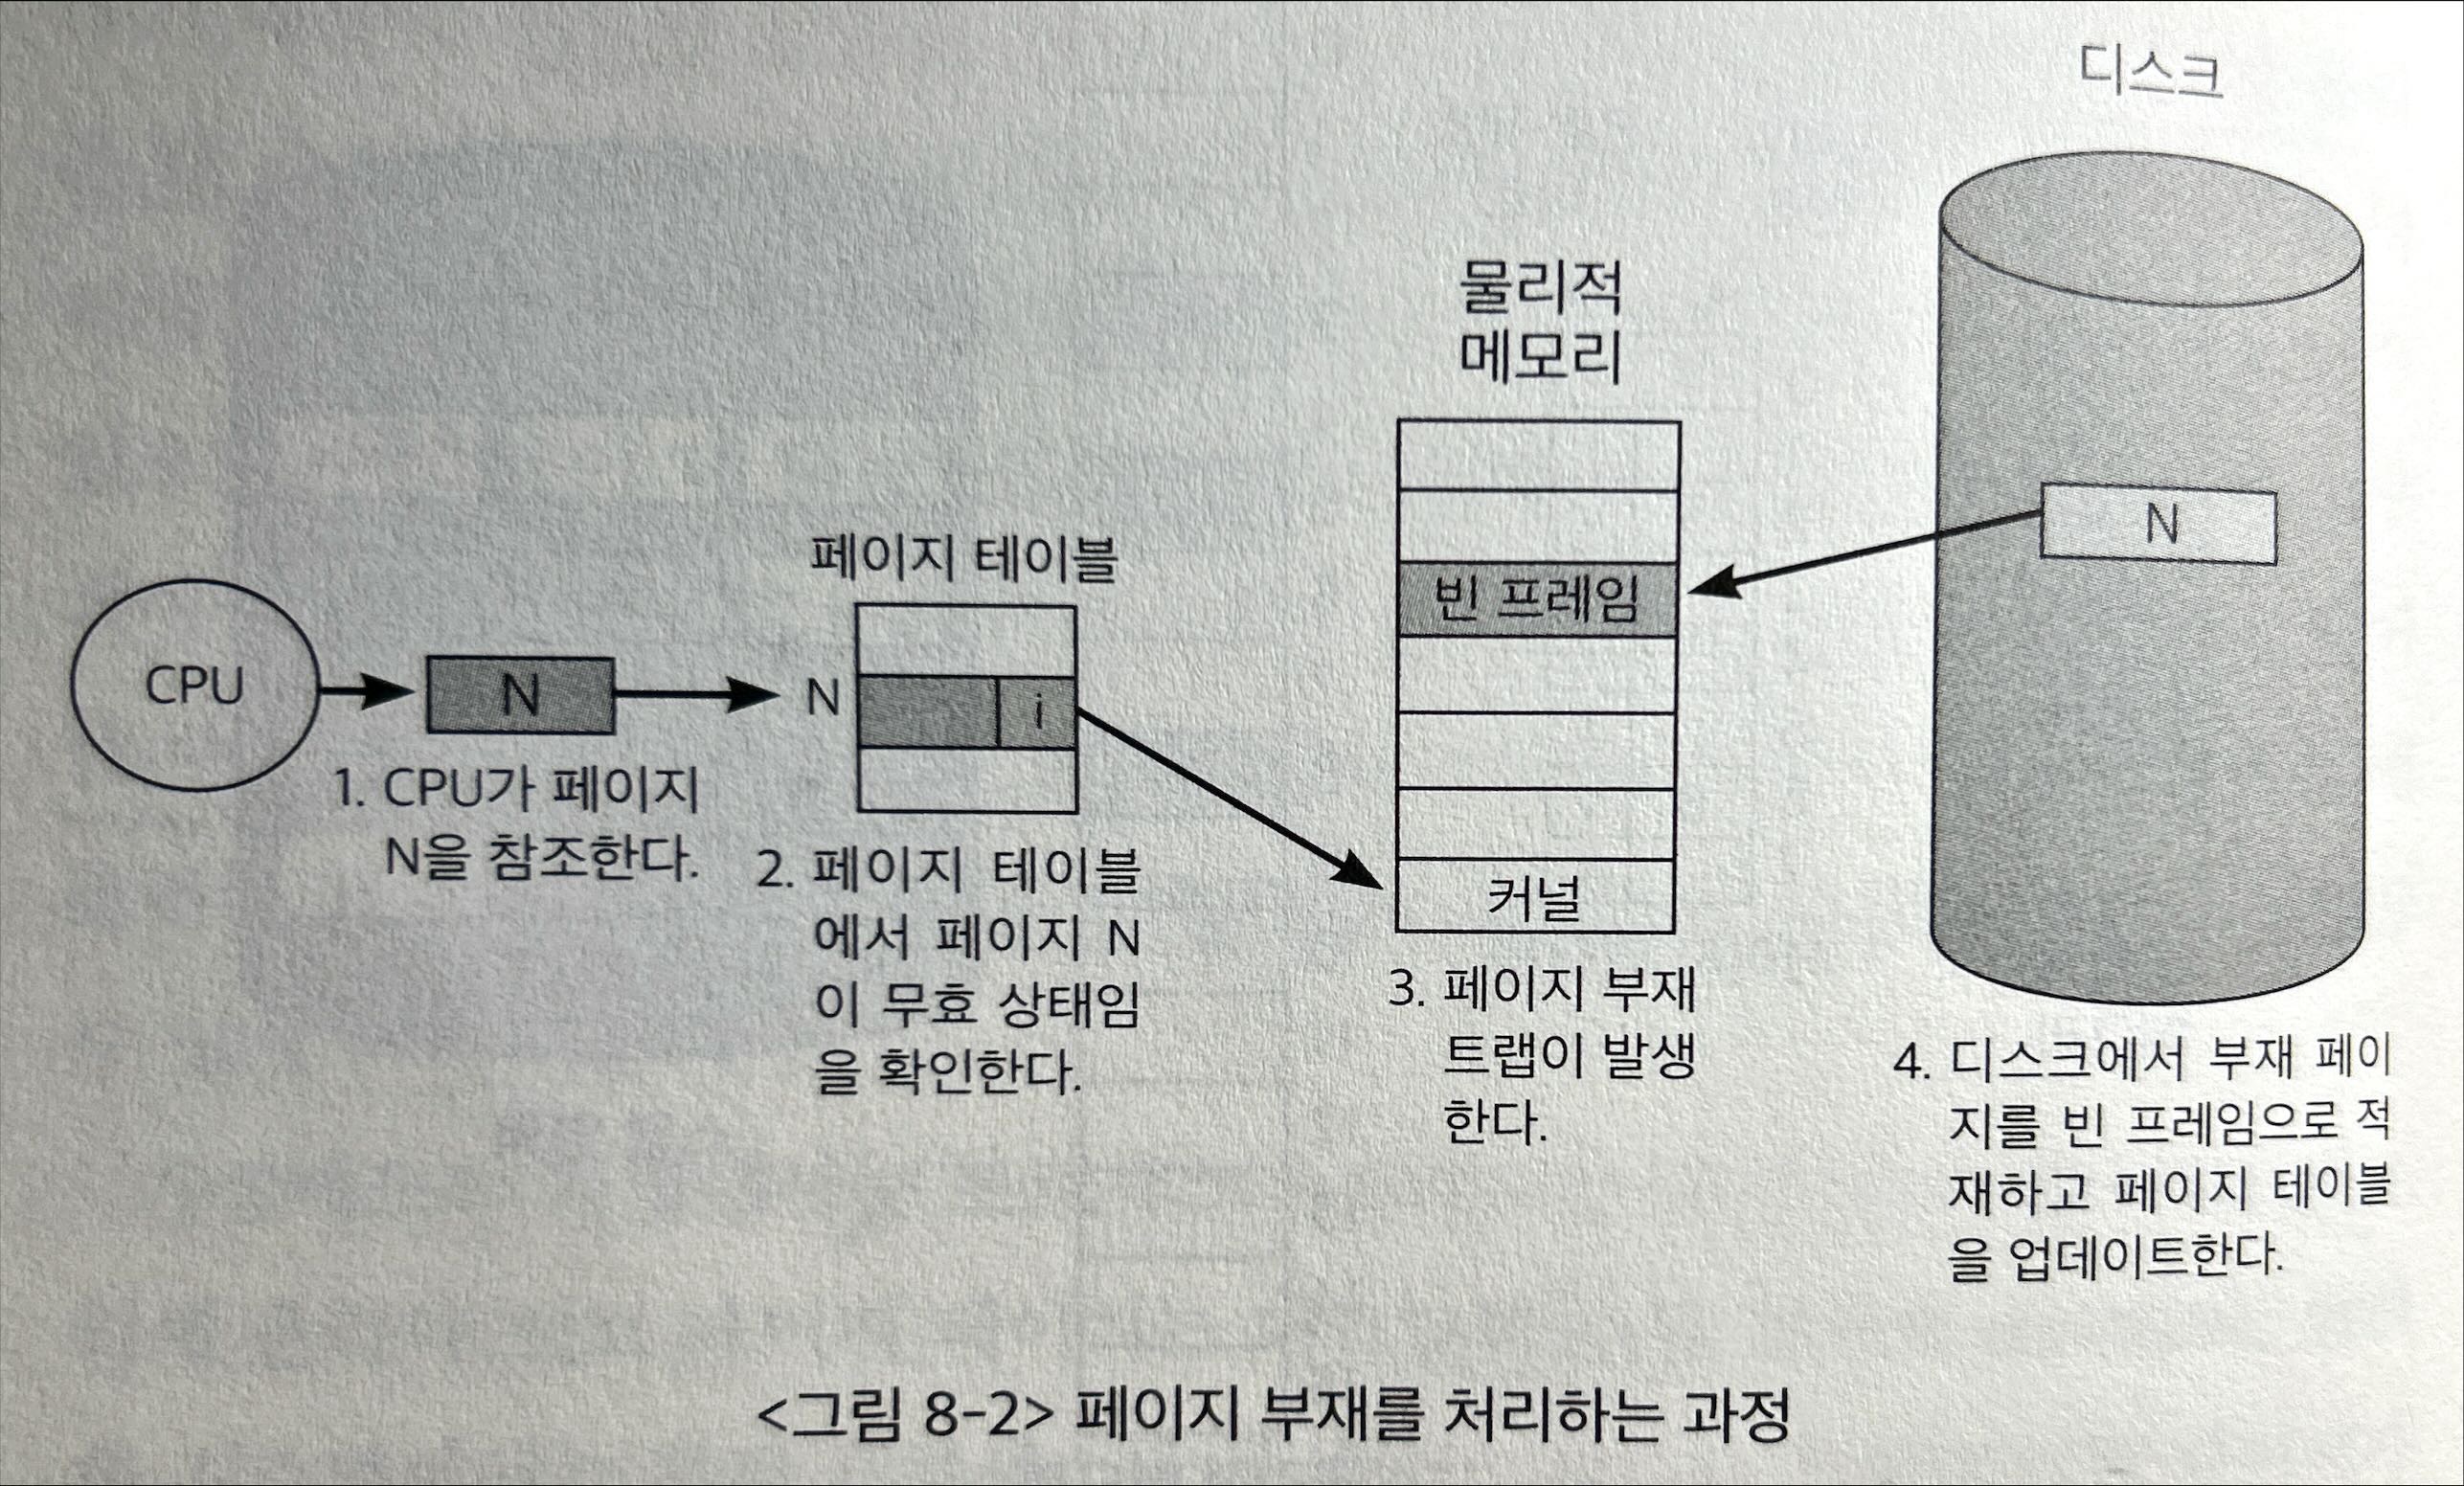 디스크
물리적
메모리
페이지 테이블
빈 프레임
N
CPU
N
N
i
커널
1. CPU가 페이지
N을 참조한다.
2. 페이지 테이블
에서 페이지 N
이 무효 상태임
을 확인한다.
3. 페이지 부재
트랩이 발생
한다.
4. 디스크에서 부재 페이
지를 빈 프레임으로 적
재하고 페이지 테이블
을 업데이트한다.
<그림 8-2> 페이지 부재를 처리하는 과정